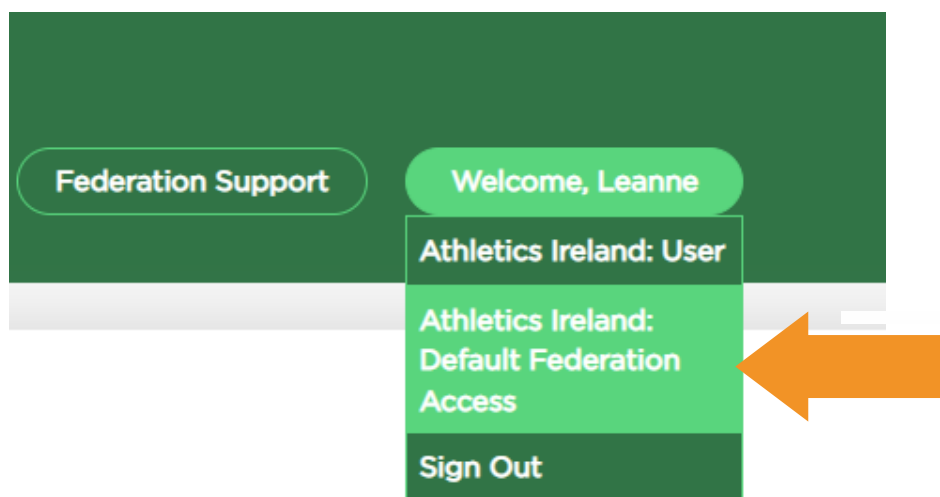 Federation Support
Welcome, Leanne
Athletics Ireland: User
Athletics Ireland:
Default Federation
Access
Sign Out